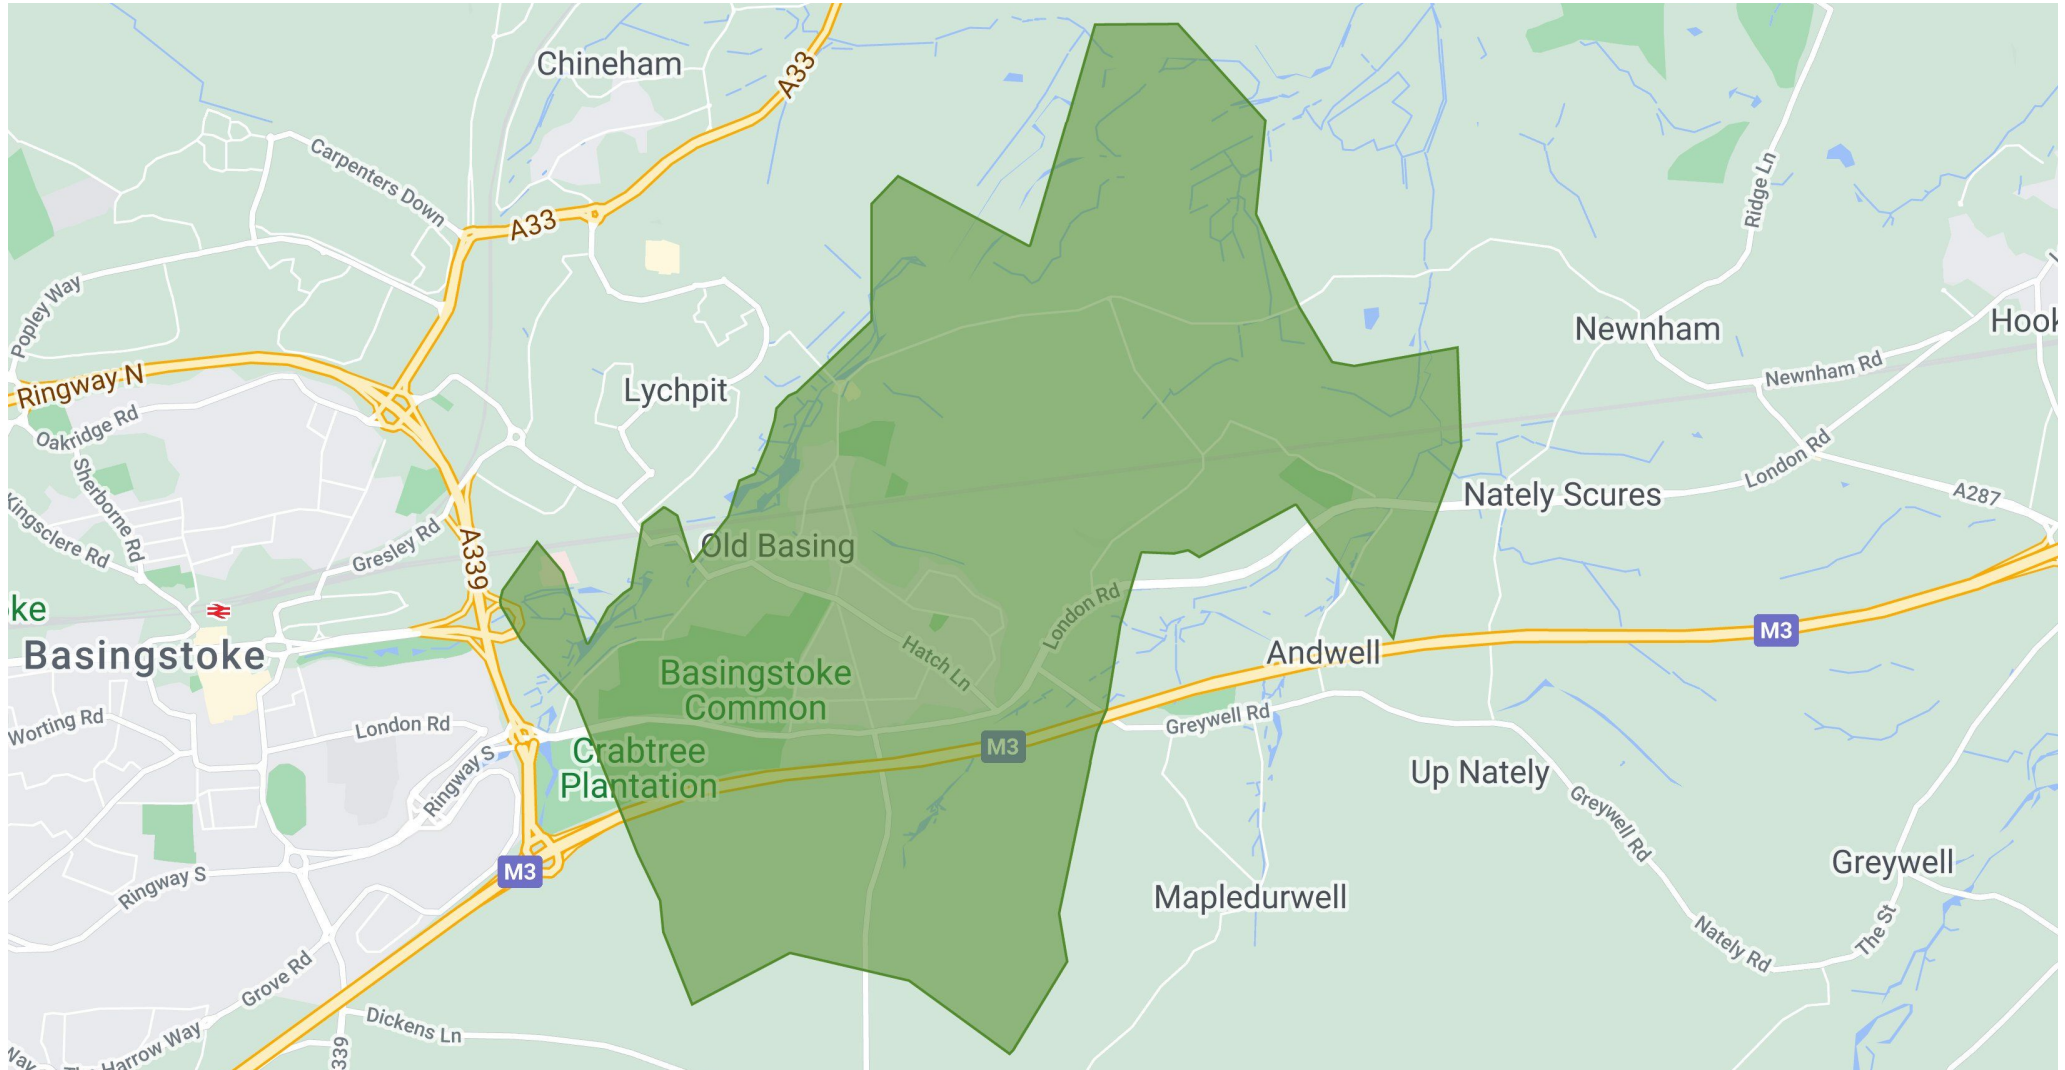 Chineham
A33
Carpenters Down
A33
Ridge Ln
Popley Way
Newnham
Hook
Newnham Rd
Ringway N
Lychpit
Oakridge Rd
London Rd
Sherborne Rd
Nately Scures
A287
Kingsclere Rd
Gresley Rd
A339
Old Basing
London Rd
ke
Basingstoke
Andwell
M3
Hatch Ln
Basingstoke
Common
Worting Rd
London Rd
Greywell Rd
Ringway S
Crabtree
Plantation
M3
Up Nately
Greywell Rd
M3
Ringway S
Mapledurwell
Greywell
The St
Nately Rd
Grove Rd
Dickens Ln
The Harrow Way
339
Way